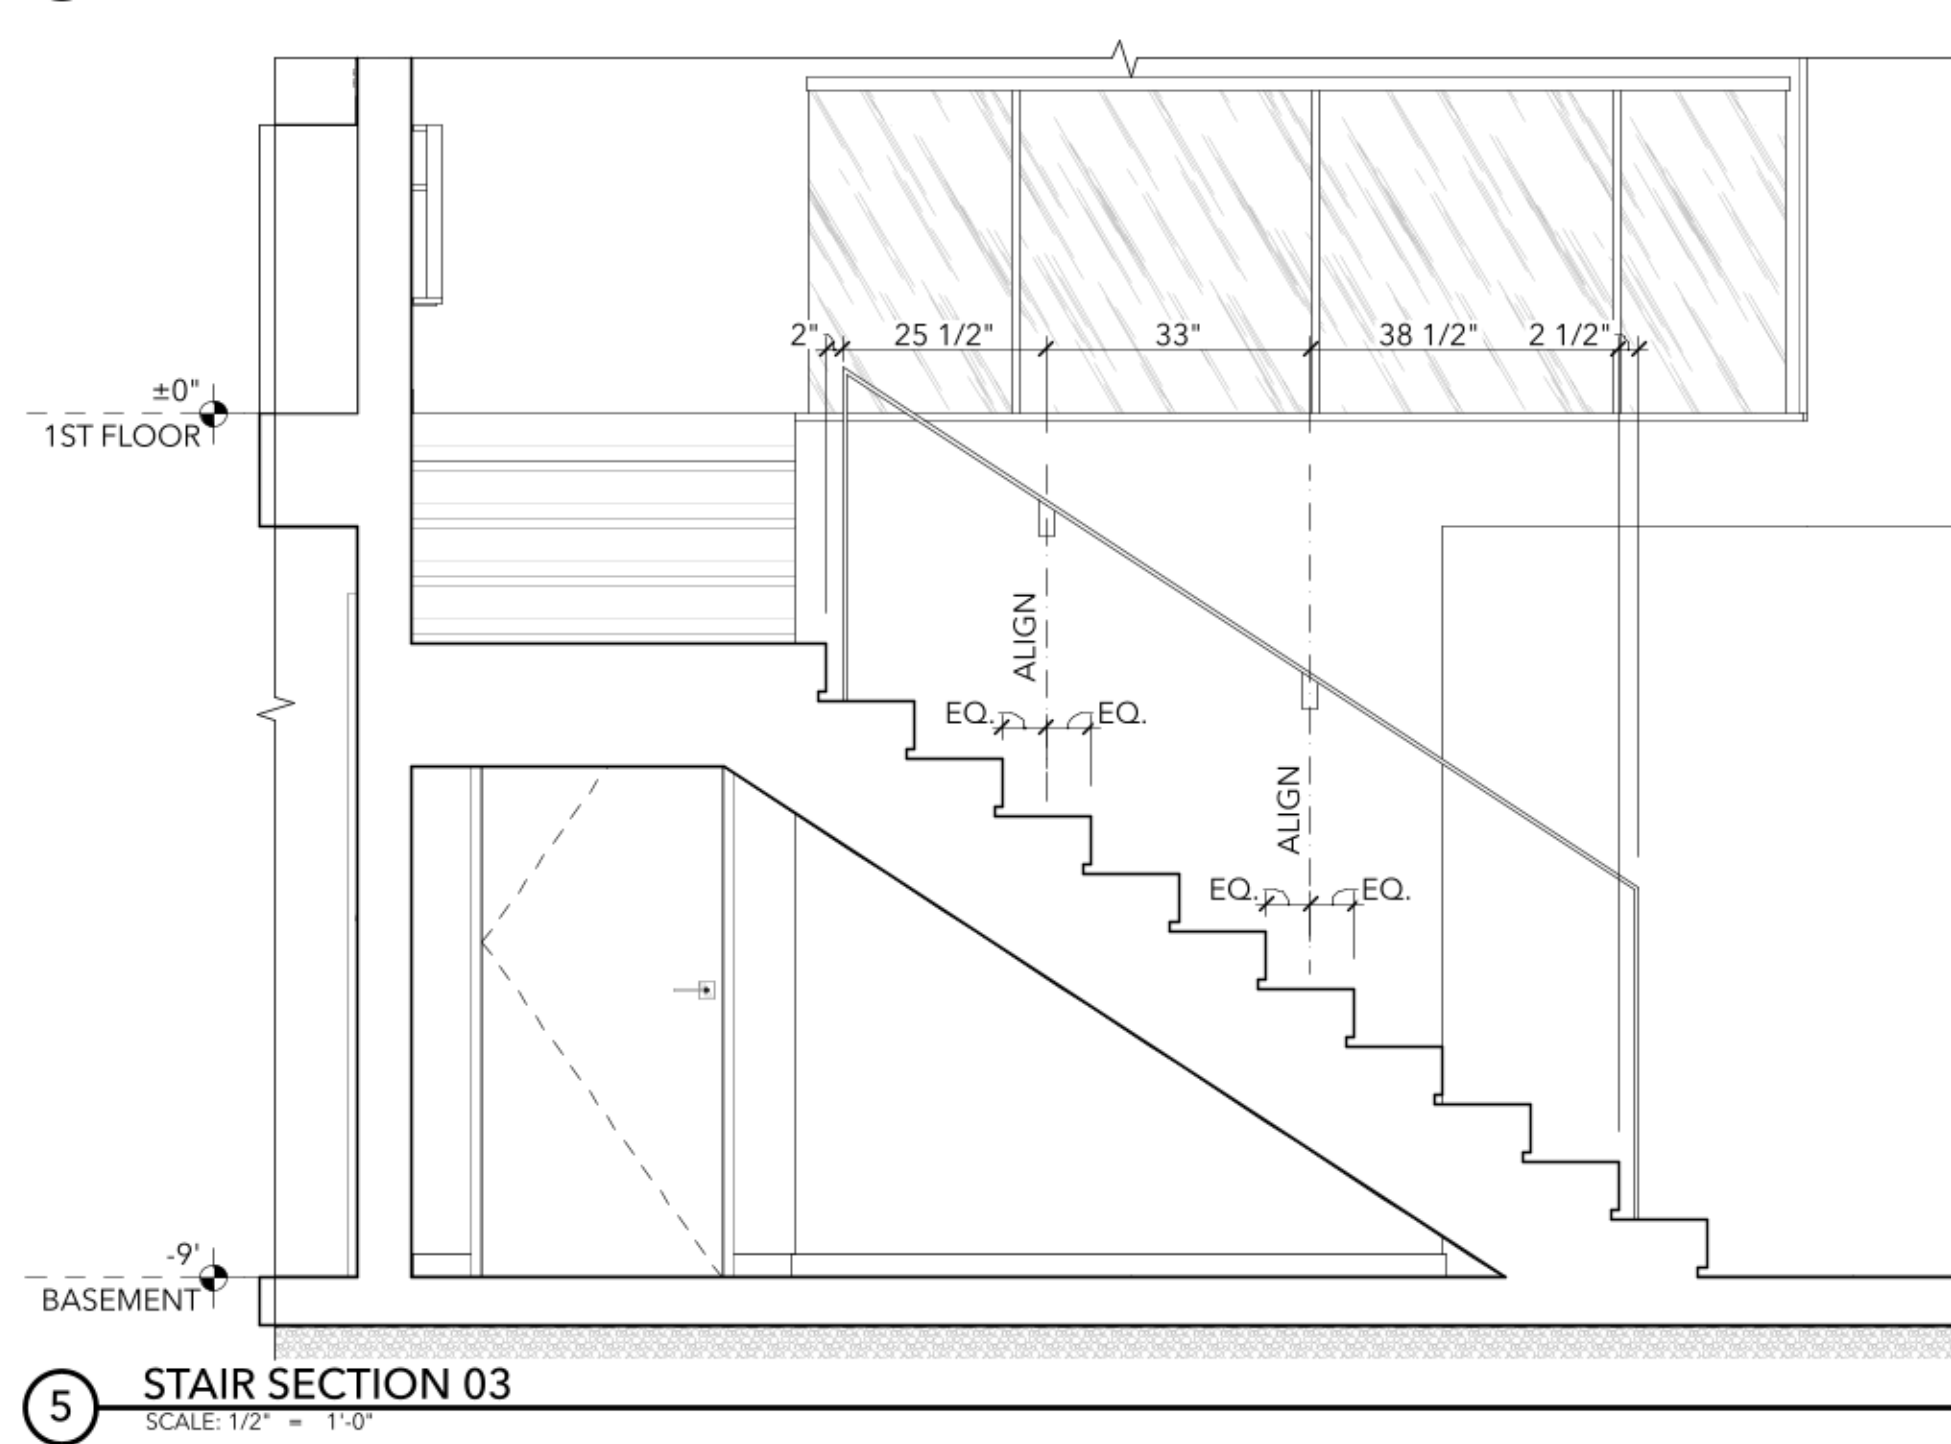 2" 25 1/2" 33" 38 1/2" 2 1/2"
±0"
1ST FLOOR
ALIGN
EQ. EQ.
ALIGN
EQ. EQ.
-9'
BASEMENT
5 STAIR SECTION 03
SCALE: 1/2" = 1'-0"